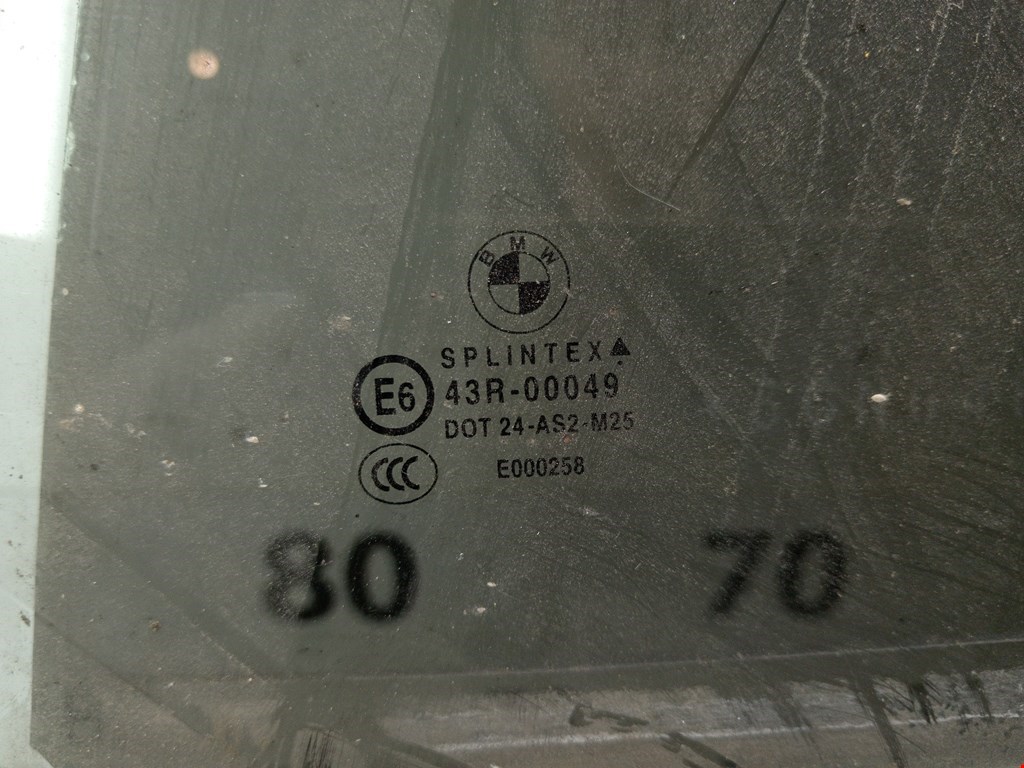 BMW
SPLINTEX
E6 43R-00049
DOT 24-AS2-M25
CCC E000258
80 70